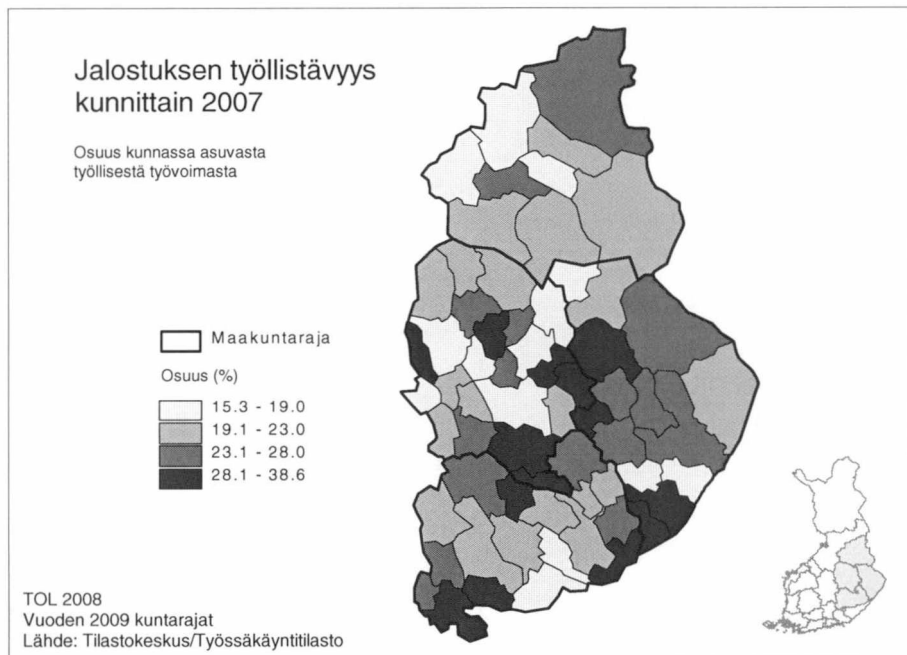 Jalostuksen työllistävyys
kunnittain 2007
Osuus kunnassa asuvasta
työllisestä työvoimasta
Maakuntaraja
Osuus (%)
15.3 - 19.0
19.1 - 23.0
23.1 - 28.0
28.1 - 38.6
TOL 2008
Vuoden 2009 kuntarajat
Lähde: Tilastokeskus/Työssäkäyntitilasto